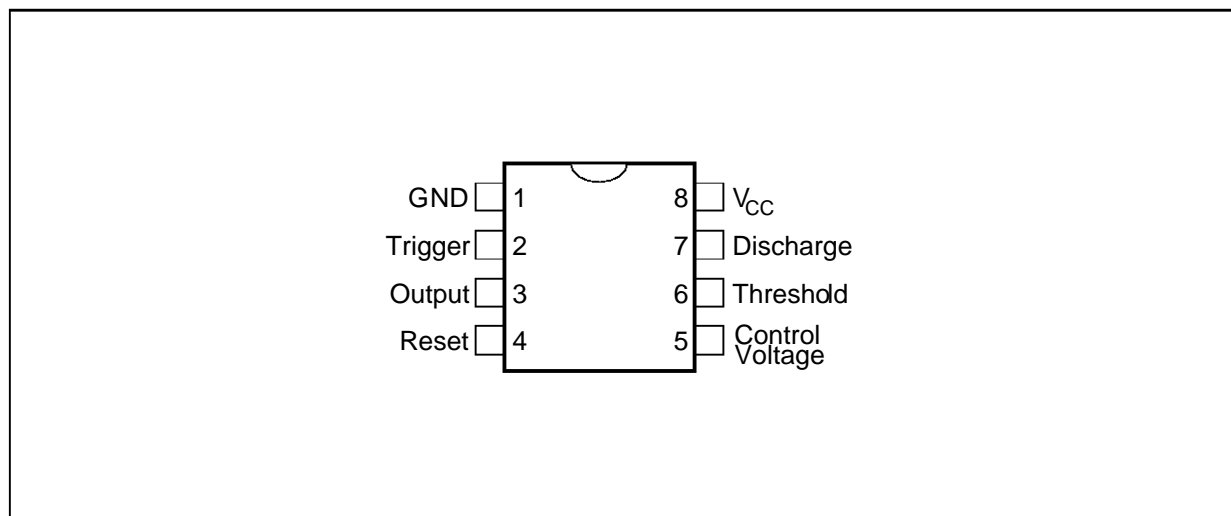 GND 1 8 VCC
Trigger 2 7 Discharge
Output 3 6 Threshold
Reset 4 5 Control
Voltage